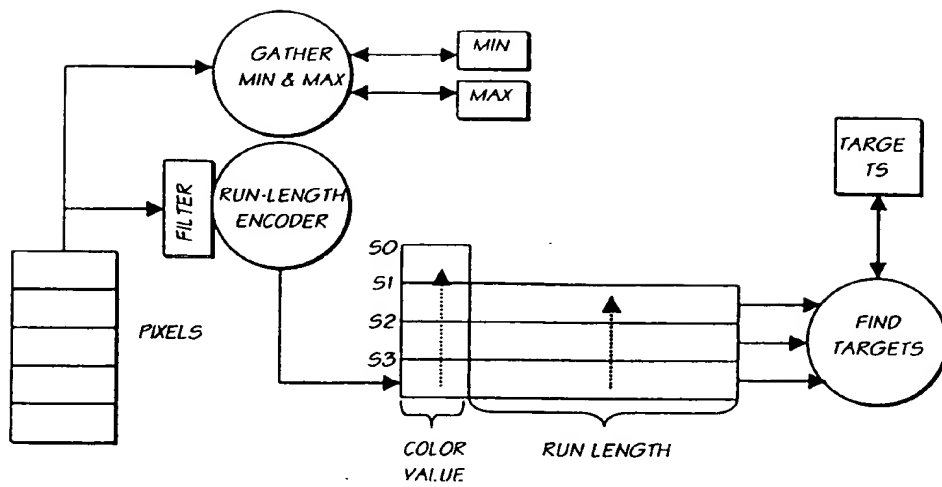 GATHER
MIN & MAX
MIN
MAX
TARGE
TS
FILTER
RUN-LENGTH
ENCODER
S0
S1
S2
S3
PIXELS
FIND
TARGETS
COLOR
VALUE
RUN LENGTH